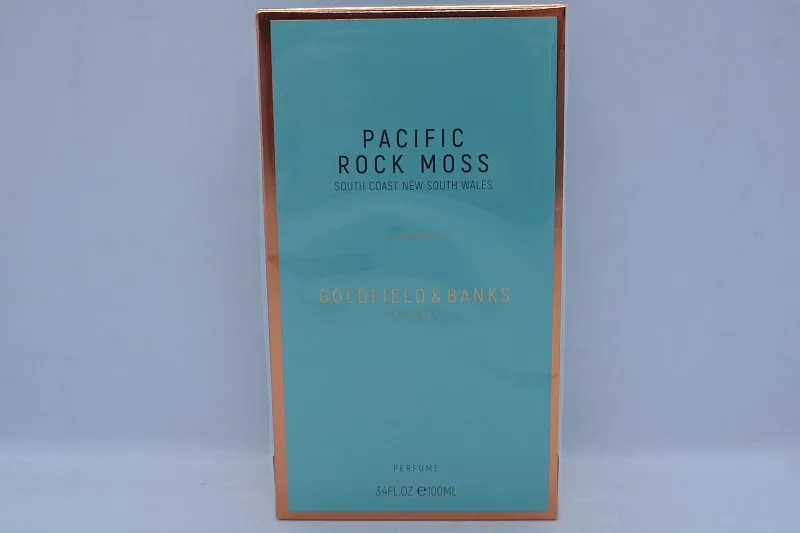 PACIFIC
ROCK MOSS
SOUTH COAST NEW SOUTH WALES
GOLDFIELD & BANKS
PERFUME
3.4FL.OZ ℮100ML